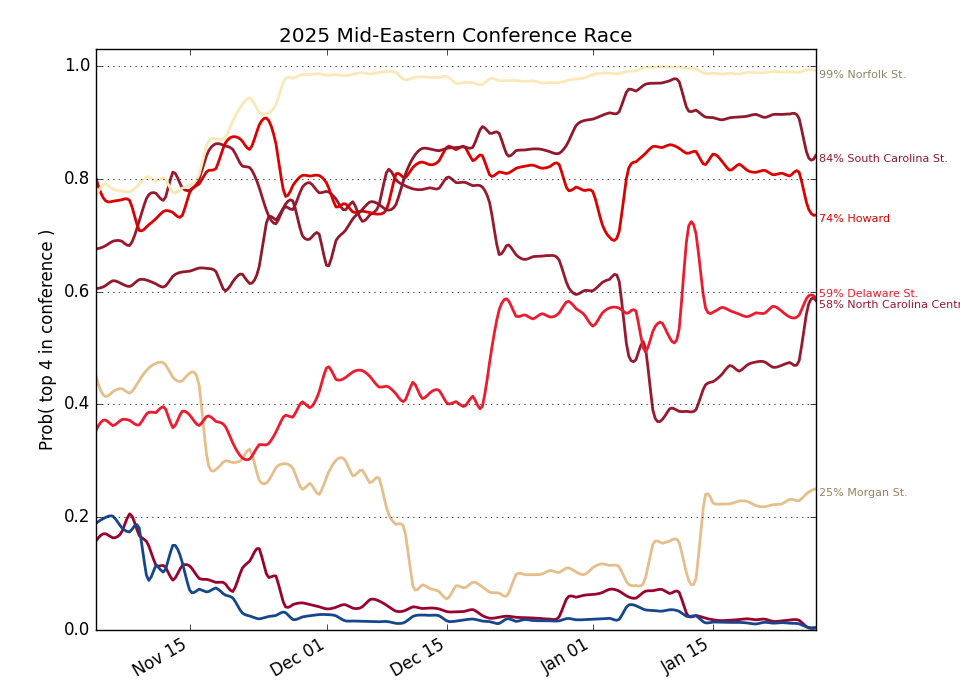 2025 Mid-Eastern Conference Race
Prob( top 4 in conference )
1.0
0.8
0.6
0.4
0.2
0.0
Nov 15
Dec 01
Dec 15
Jan 01
Jan 15
99% Norfolk St.
84% South Carolina St.
74% Howard
59% Delaware St.
58% North Carolina Centr
25% Morgan St.